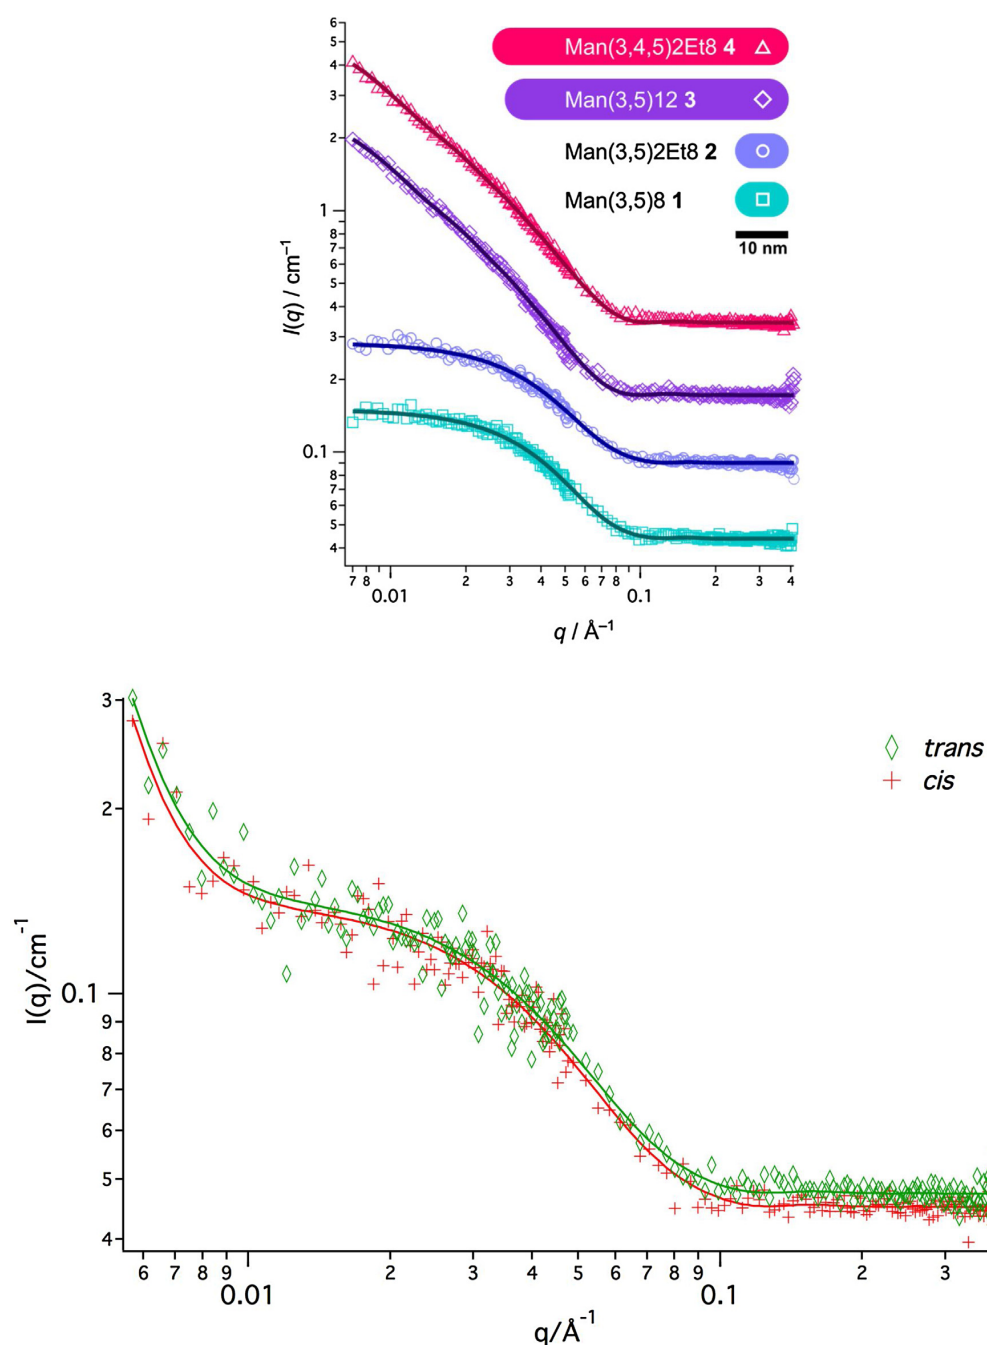 6
5
4
3
2
1
8
7
6
5
4
3
2
0.1
8
7
6
5
4
I(q) / cm⁻¹
Man(3,4,5)2Et8 4
Man(3,5)12 3
Man(3,5)2Et8 2
Man(3,5)8 1
10 nm
7 8 2 3 4 5 6 7 8 2 3 4
0.01 0.1
q / Å⁻¹
3
2
0.1
9
8
7
6
5
4
I(q)/cm⁻¹
trans
cis
6 7 8 9 2 3 4 5 6 7 8 9 2 3
0.01 0.1
q/Å⁻¹